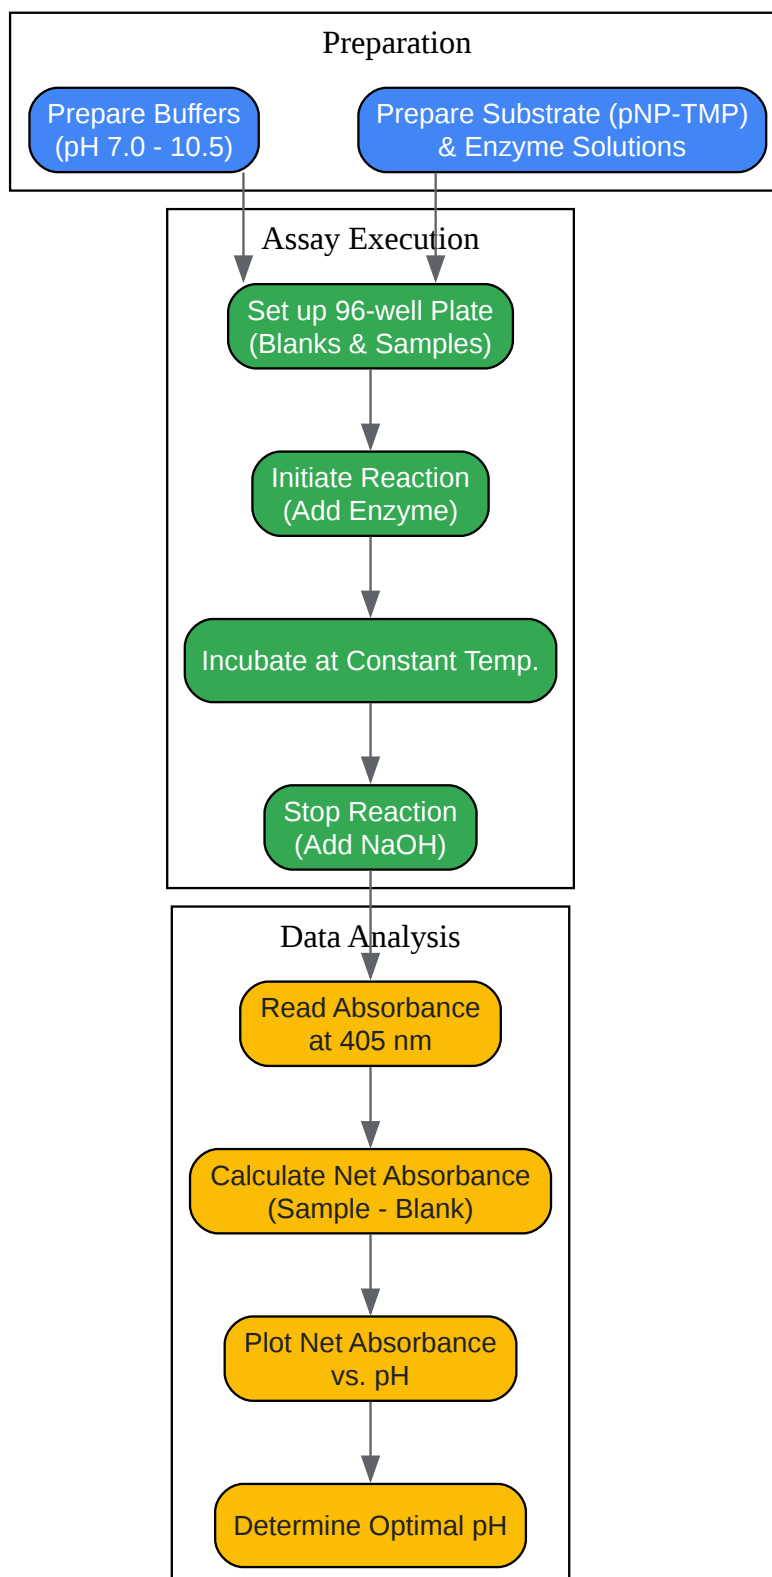 Preparation
Prepare Buffers
(pH 7.0 - 10.5)
Prepare Substrate (pNP-TMP)
& Enzyme Solutions
Assay Execution
Set up 96-well Plate
(Blanks & Samples)
Initiate Reaction
(Add Enzyme)
Incubate at Constant Temp.
Stop Reaction
(Add NaOH)
Data Analysis
Read Absorbance
at 405 nm
Calculate Net Absorbance
(Sample - Blank)
Plot Net Absorbance
vs. pH
Determine Optimal pH